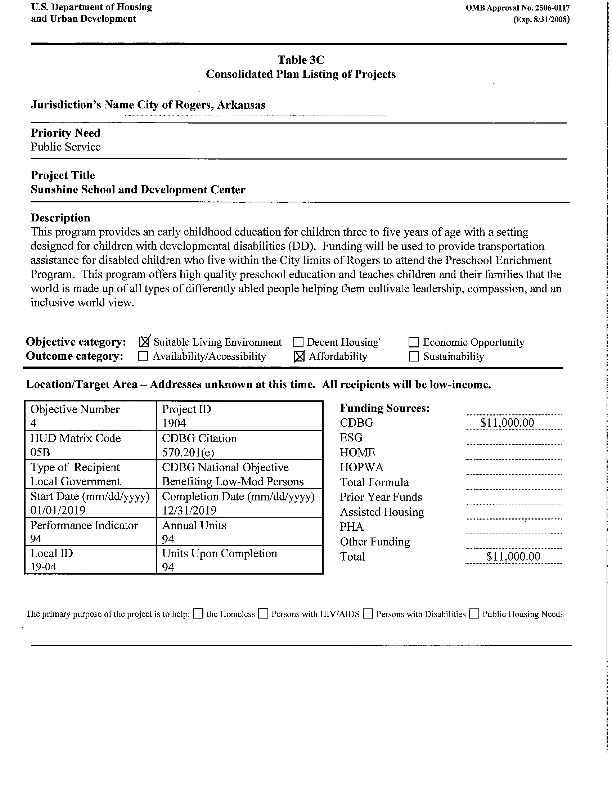 U.S. Department of Housing
and Urban Development
OMB Approval No. 2506-0117
(Exp. 8/31/2008)
Table 3C
Consolidated Plan Listing of Projects
Jurisdiction's Name City of Rogers, Arkansas
Priority Need
Public Service
Project Title
Sunshine School and Development Center
Description
This program provides an early childhood education for children three to five years of age with a setting
designed for children with developmental disabilities (DD). Funding will be used to provide transportation
assistance for disabled children who live within the City limits of Rogers to attend the Preschool Enrichment
Program. This program offers high quality preschool education and teaches children and their families that the
world is made up of all types of differently abled people helping them cultivate leadership, compassion, and an
inclusive world view.
Objective category: ☒ Suitable Living Environment ☐ Decent Housing ☐ Economic Opportunity
Outcome category: ☐ Availability/Accessibility ☒ Affordability ☐ Sustainability
Location/Target Area – Addresses unknown at this time. All recipients will be low-income.
Objective Number Project ID
4 1904
HUD Matrix Code CDBG Citation
05B 570.201(e)
Type of Recipient CDBG National Objective
Local Government Benefiting Low-Mod Persons
Start Date (mm/dd/yyyy) Completion Date (mm/dd/yyyy)
01/01/2019 12/31/2019
Performance Indicator Annual Units
94 94
Local ID Units Upon Completion
19-04 94
Funding Sources:
CDBG $11,000.00
ESG
HOME
HOPWA
Total Formula
Prior Year Funds
Assisted Housing
PHA
Other Funding
Total $11,000.00
The primary purpose of the project is to help: ☐ the Homeless ☐ Persons with HIV/AIDS ☐ Persons with Disabilities ☐ Public Housing Needs